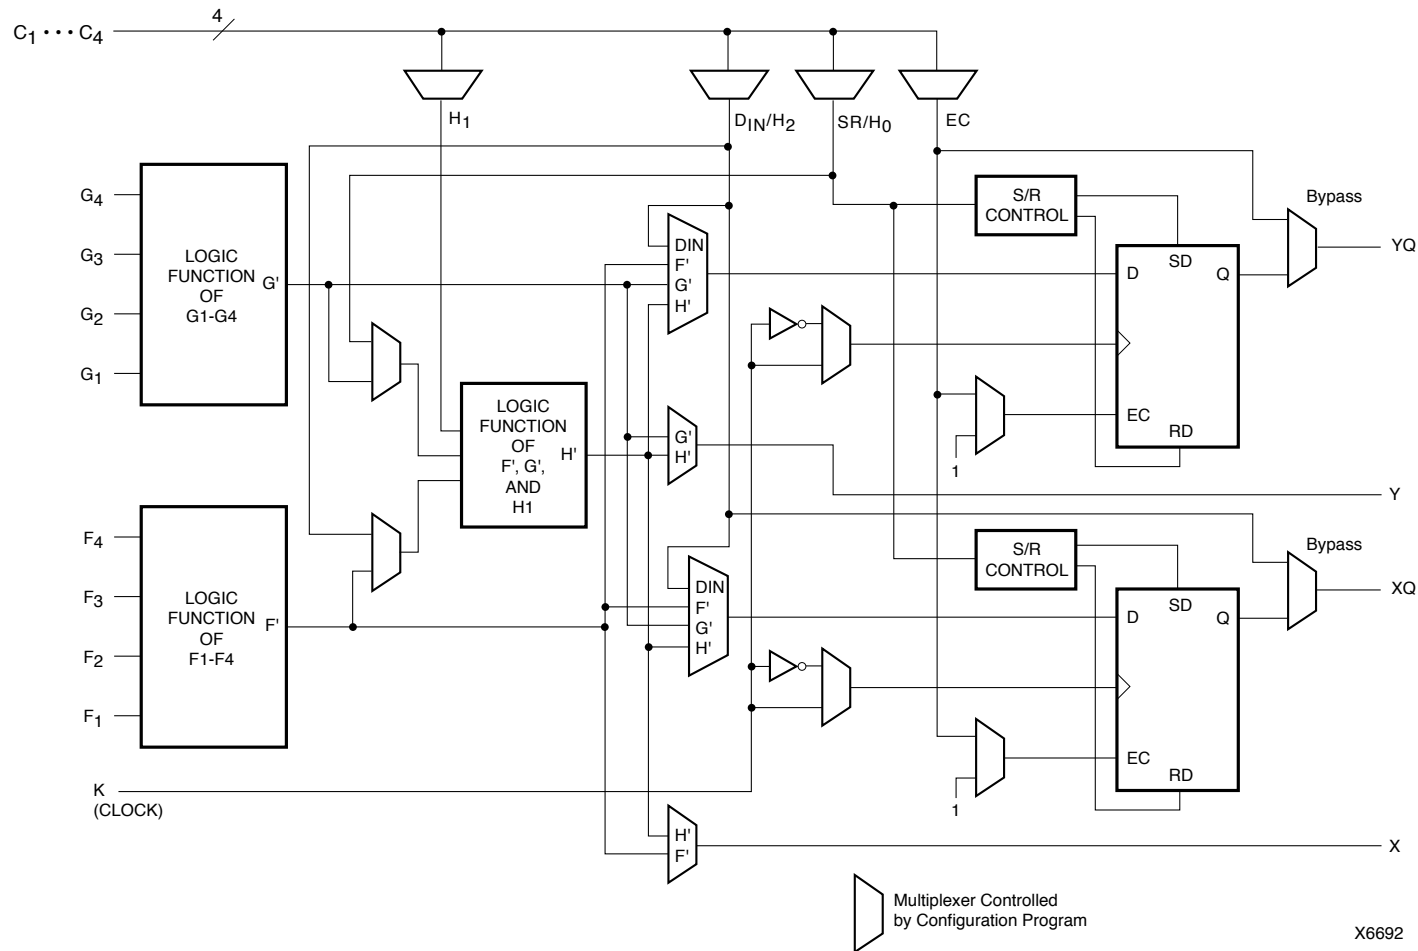 C1 • • • C4
4
H1
DIN/H2
SR/H0
EC
G4
G3
G2
G1
LOGIC
FUNCTION
OF
G1-G4
G'
DIN
F'
G'
H'
S/R
CONTROL
D
SD
Q
EC
RD
1
Bypass
YQ
LOGIC
FUNCTION
OF
F', G',
AND
H1
H'
G'
H'
Y
F4
F3
F2
F1
LOGIC
FUNCTION
OF
F1-F4
F'
DIN
F'
G'
H'
S/R
CONTROL
D
SD
Q
EC
RD
1
Bypass
XQ
K
(CLOCK)
H'
F'
X
Multiplexer Controlled
by Configuration Program
X6692